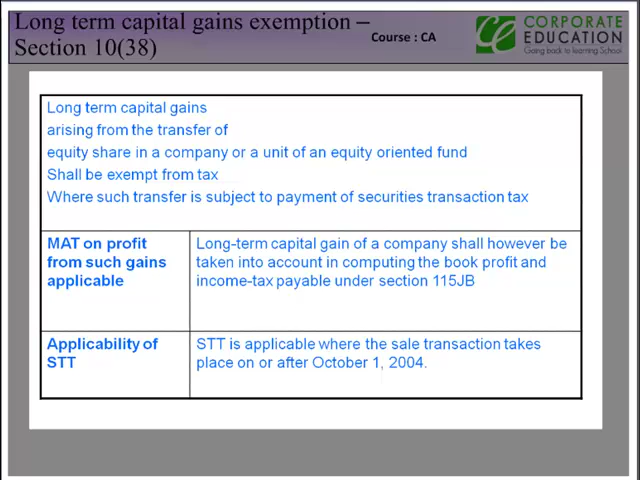 Long term capital gains exemption –
Section 10(38)
Course : CA
CORPORATE
EDUCATION
Going back to learning School
Long term capital gains
arising from the transfer of
equity share in a company or a unit of an equity oriented fund
Shall be exempt from tax
Where such transfer is subject to payment of securities transaction tax
MAT on profit
from such gains
applicable
Long-term capital gain of a company shall however be
taken into account in computing the book profit and
income-tax payable under section 115JB
Applicability of
STT
STT is applicable where the sale transaction takes
place on or after October 1, 2004.